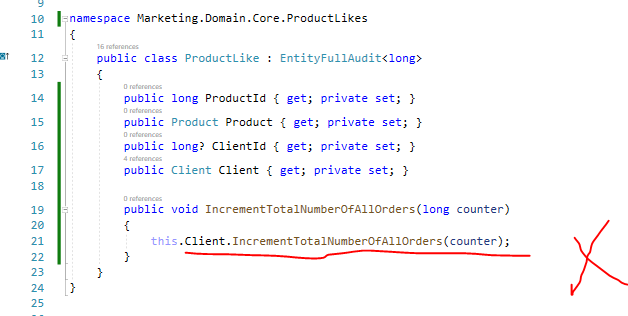 9
10 namespace Marketing.Domain.Core.ProductLikes
11 {
16 references
12 public class ProductLike : EntityFullAudit<long>
13 {
0 references
14 public long ProductId { get; private set; }
0 references
15 public Product Product { get; private set; }
0 references
16 public long? ClientId { get; private set; }
4 references
17 public Client Client { get; private set; }
18
0 references
19 public void IncrementTotalNumberOfAllOrders(long counter)
20 {
21 this.Client.IncrementTotalNumberOfAllOrders(counter);
22 }
23 }
24 }
25